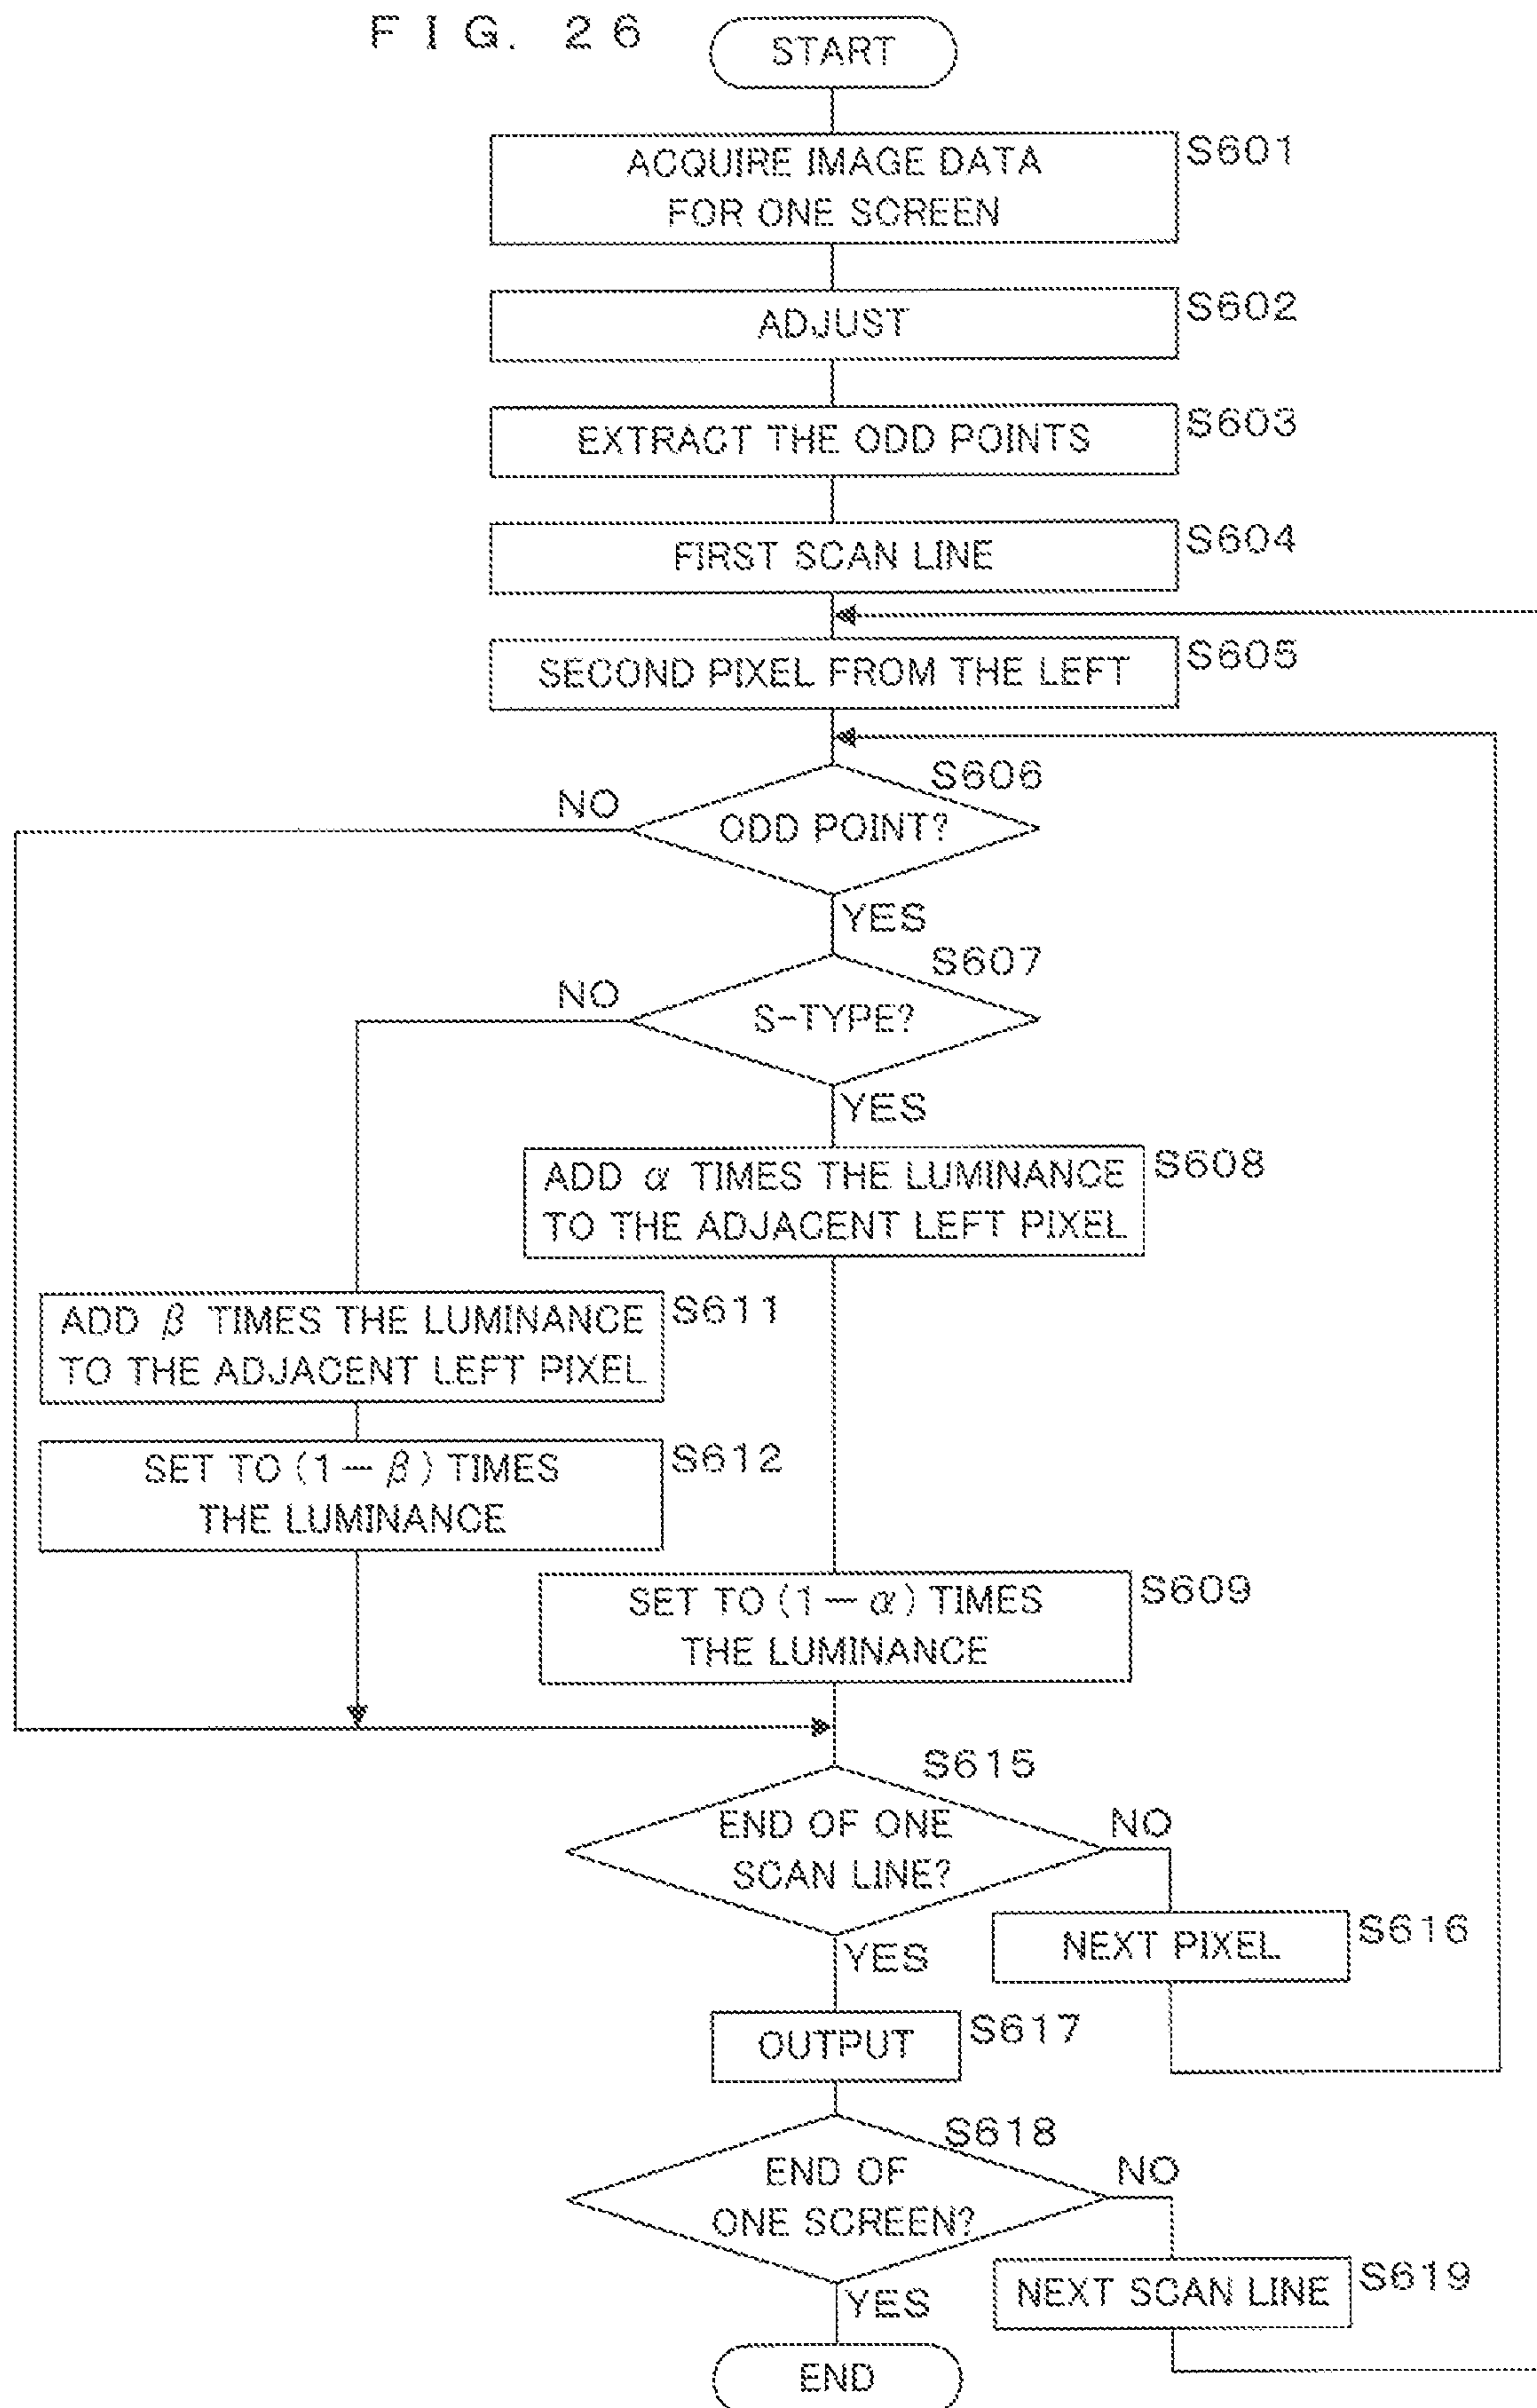 FIG. 26
START
ACQUIRE IMAGE DATA
FOR ONE SCREEN
S601
ADJUST
S602
EXTRACT THE ODD POINTS
S603
FIRST SCAN LINE
S604
SECOND PIXEL FROM THE LEFT
S605
S606
NO
ODD POINT?
YES
S607
NO
S-TYPE?
YES
ADD α TIMES THE LUMINANCE
TO THE ADJACENT LEFT PIXEL
S608
ADD β TIMES THE LUMINANCE
TO THE ADJACENT LEFT PIXEL
S611
SET TO (1-β) TIMES
THE LUMINANCE
S612
SET TO (1-α) TIMES
THE LUMINANCE
S609
S615
END OF ONE
SCAN LINE?
NO
YES
NEXT PIXEL
S616
OUTPUT
S617
S618
END OF
ONE SCREEN?
NO
YES
NEXT SCAN LINE
S619
END